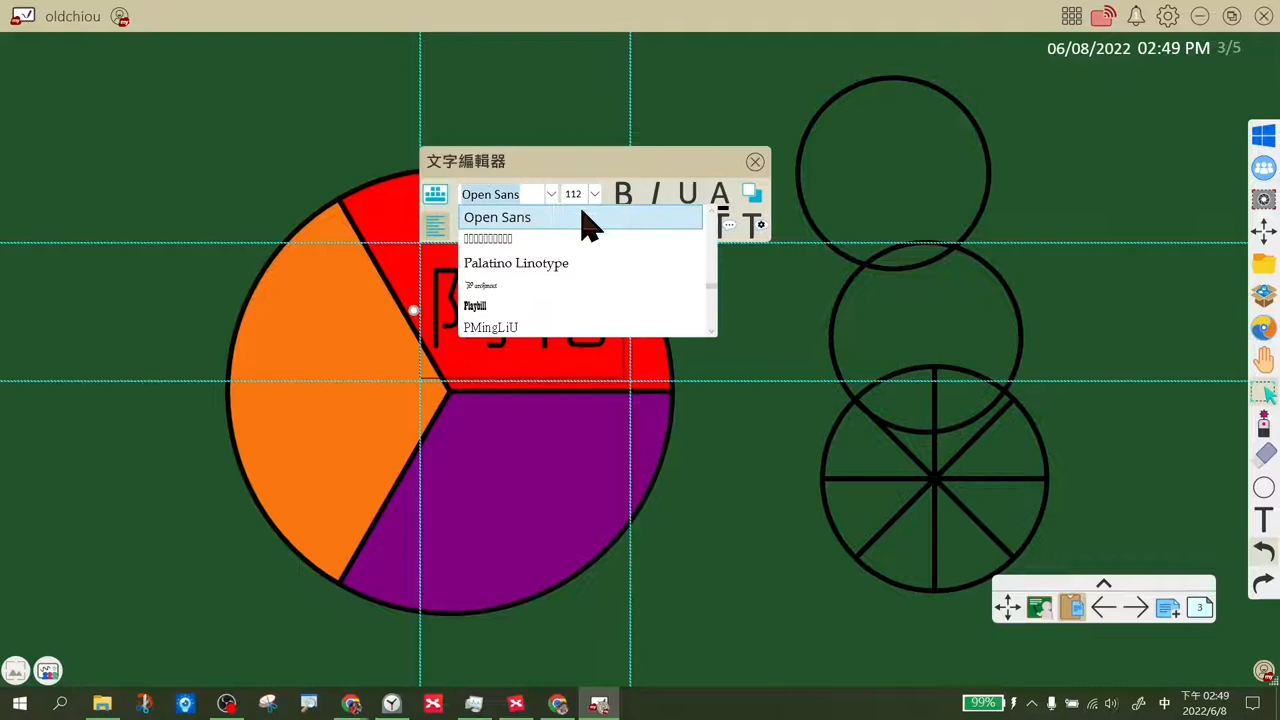 oldchiou
06/08/2022 02:49 PM 3/5
文字編輯器
Open Sans
112
B I U A
Open Sans
Palatino Linotype
Playbill
PMingLiU
T
3
99%
中
下午 02:49
2022/6/8